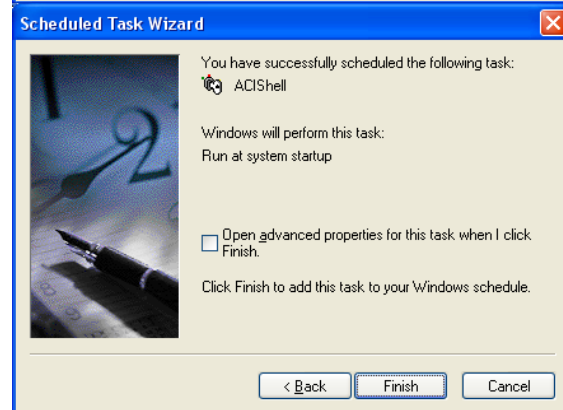 Scheduled Task Wizard
You have successfully scheduled the following task:
ACIShell
Windows will perform this task:
Run at system startup
Open advanced properties for this task when I click
Finish.
Click Finish to add this task to your Windows schedule.
< Back
Finish
Cancel